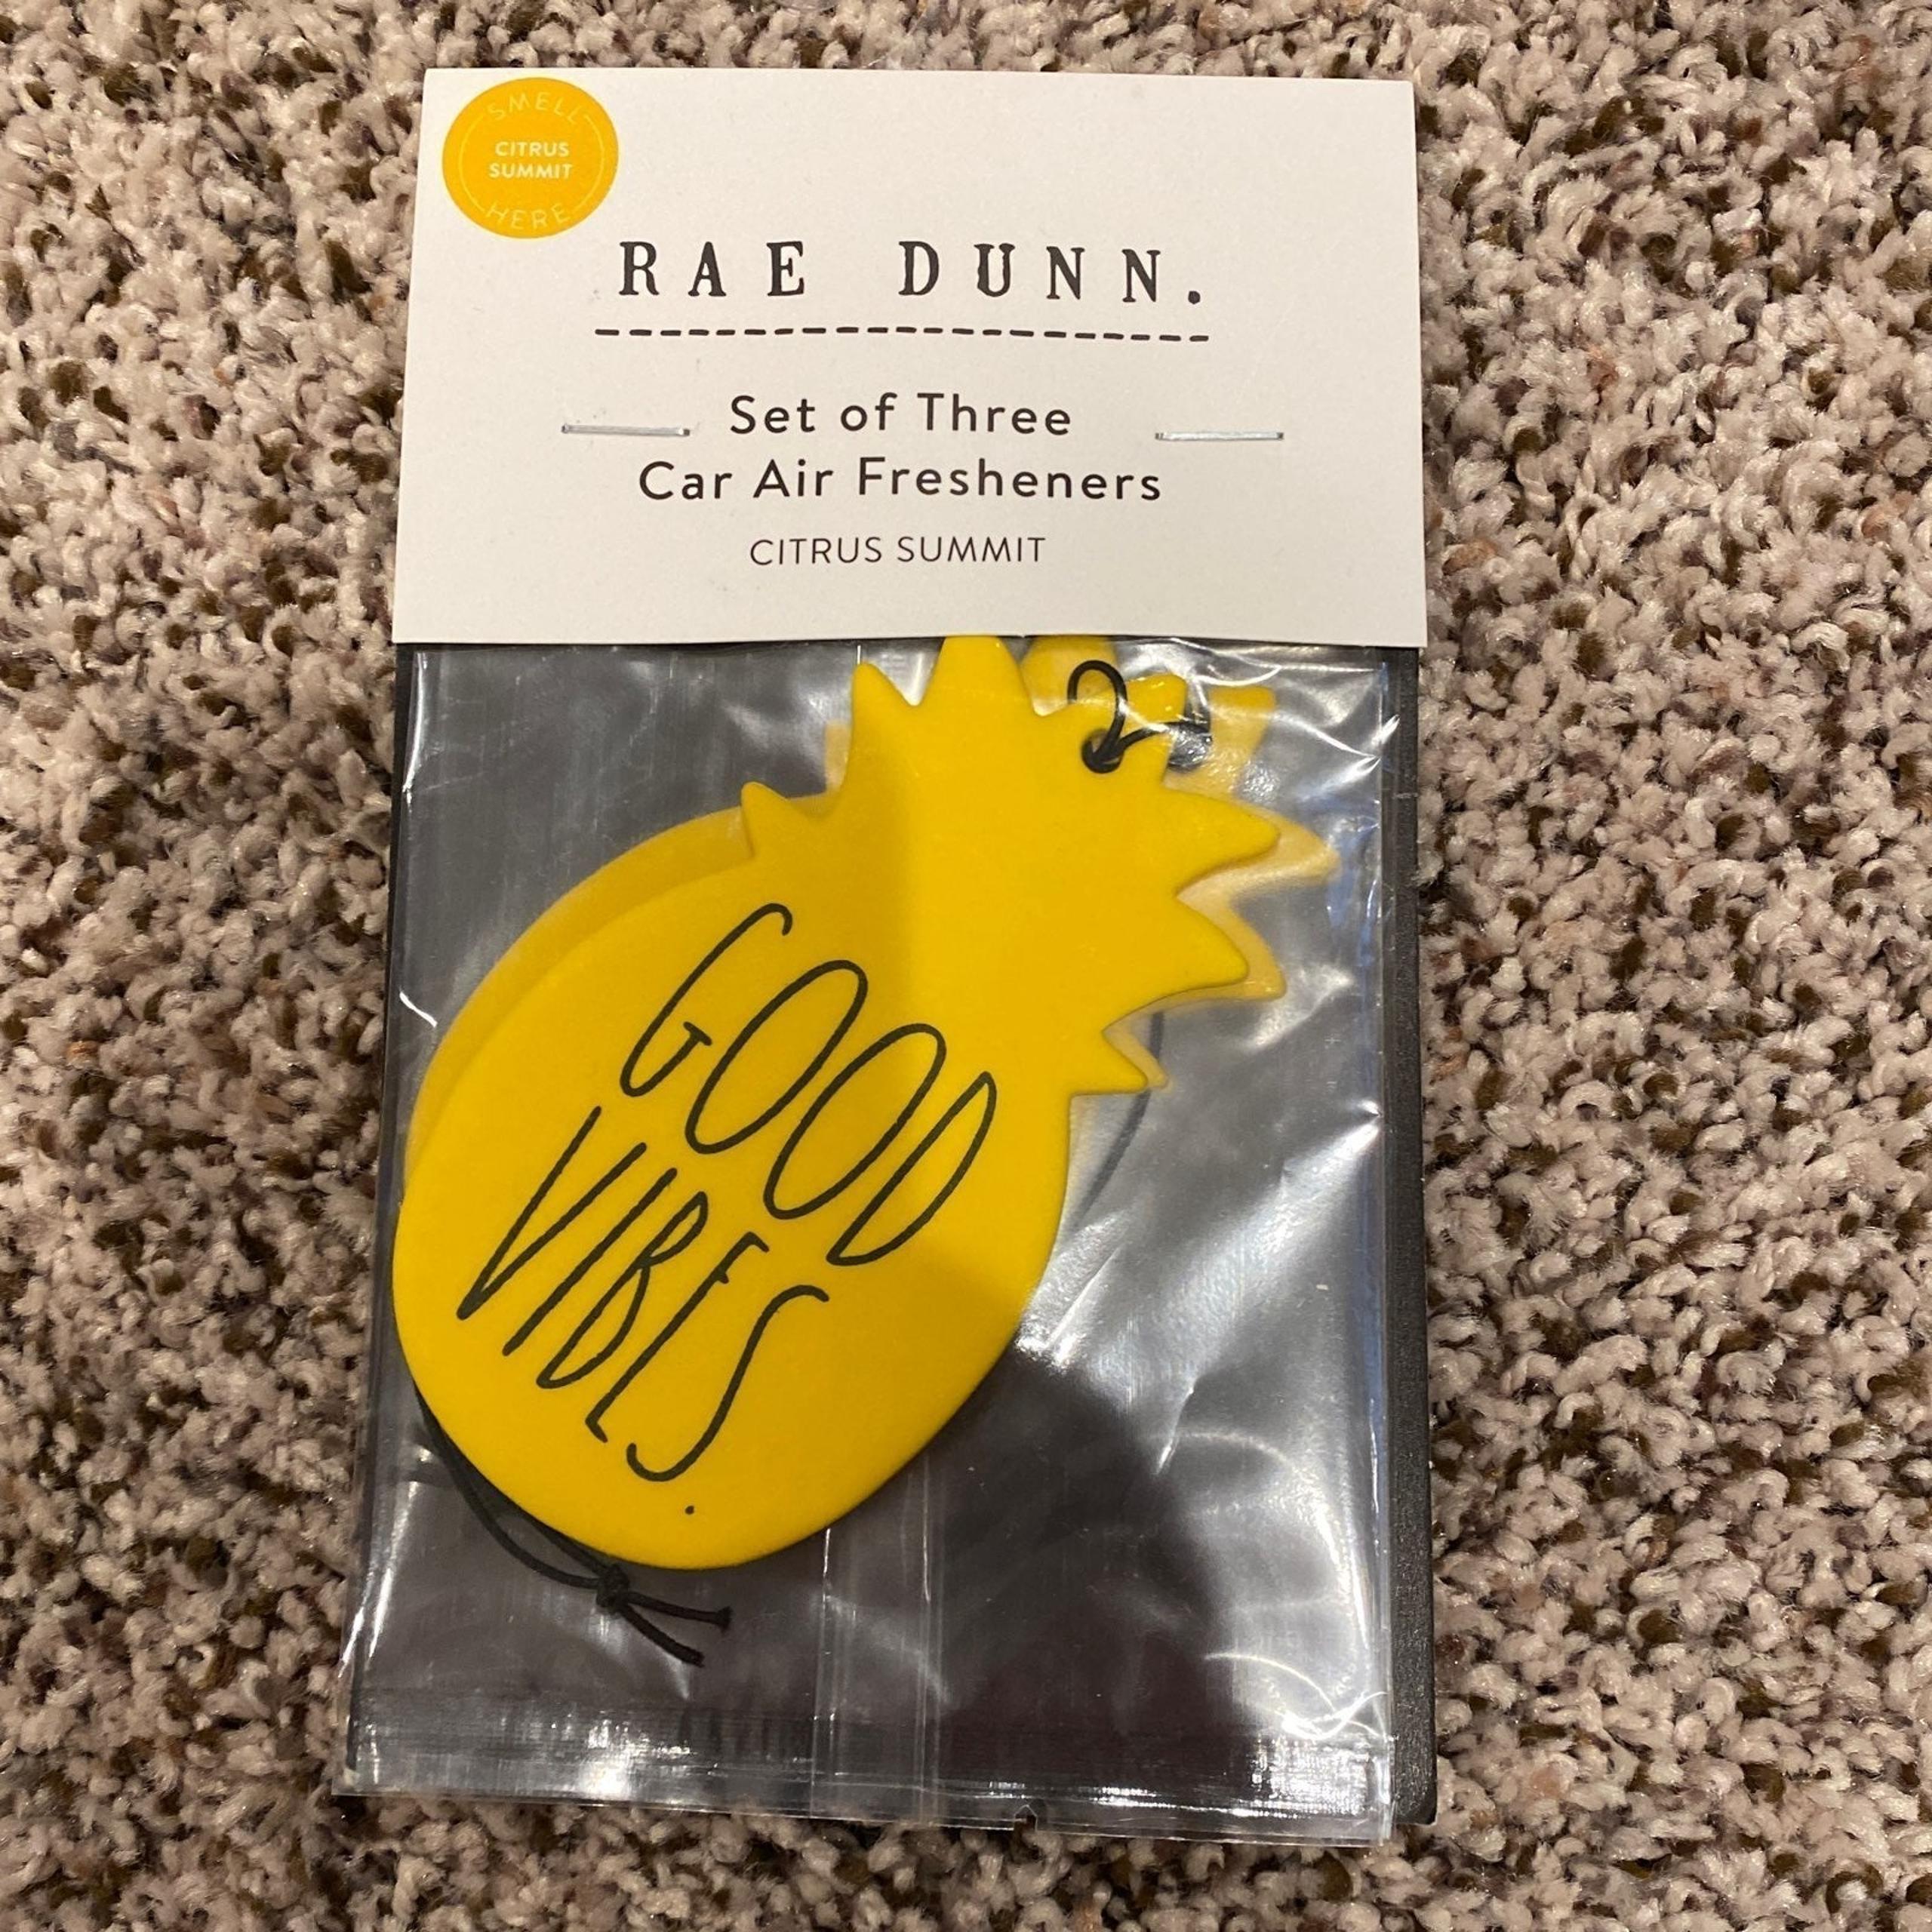 SMELL
CITRUS
SUMMIT
HERE
RAE DUNN.
Set of Three
Car Air Fresheners
CITRUS SUMMIT
GOOD
VIBES.